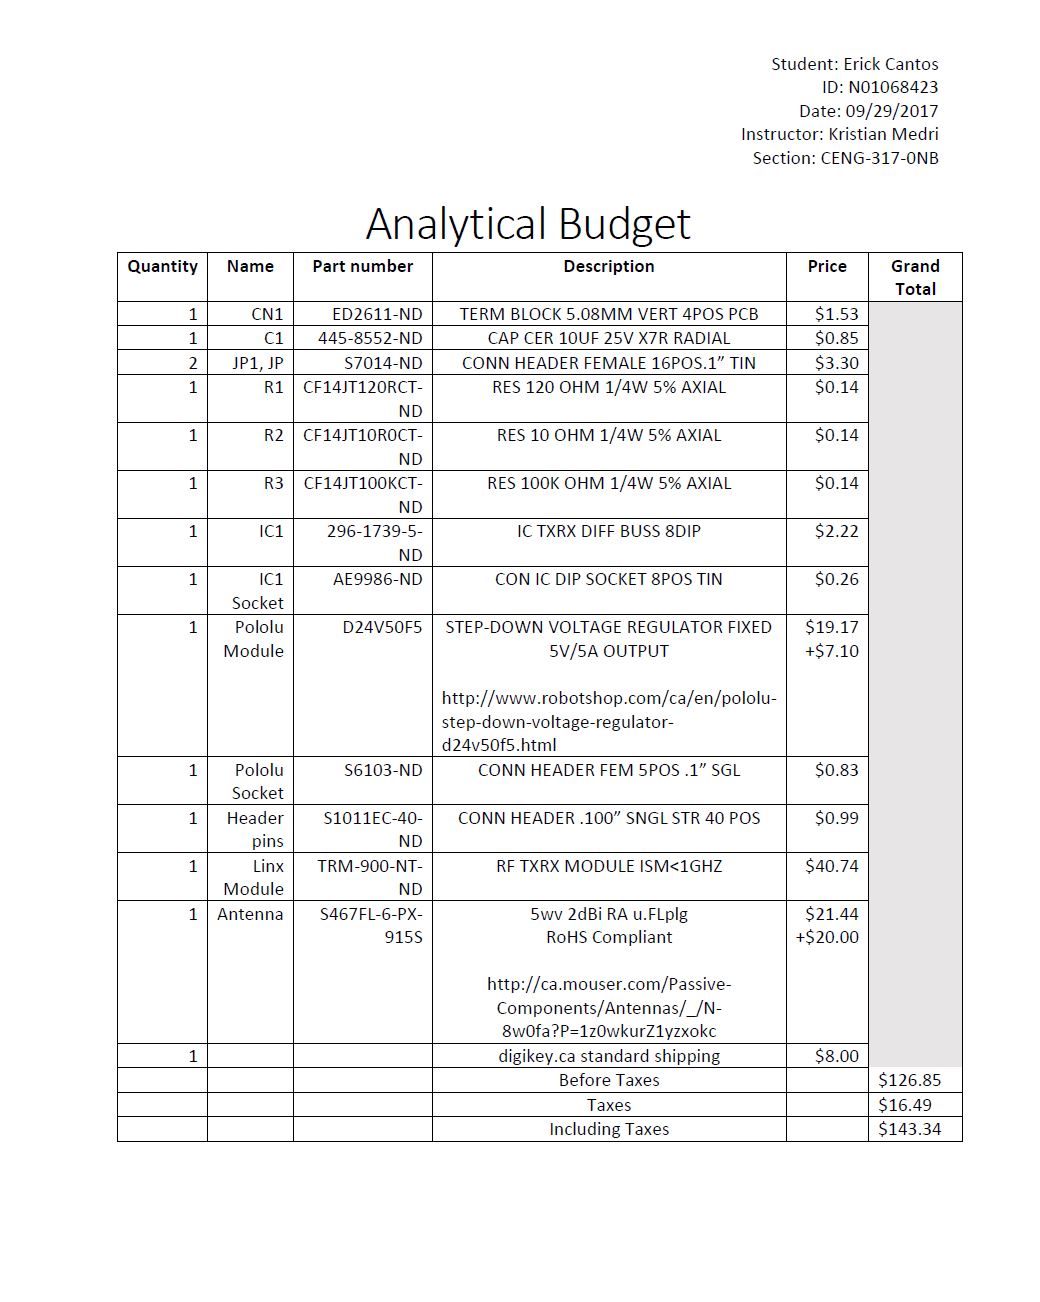 Student: Erick Cantos
ID: N01068423
Date: 09/29/2017
Instructor: Kristian Medri
Section: CENG-317-0NB
Analytical Budget
Quantity Name Part number Description Price Grand Total
1 CN1 ED2611-ND TERM BLOCK 5.08MM VERT 4POS PCB $1.53
1 C1 445-8552-ND CAP CER 10UF 25V X7R RADIAL $0.85
2 JP1, JP S7014-ND CONN HEADER FEMALE 16POS.1” TIN $3.30
1 R1 CF14JT120RCT-ND RES 120 OHM 1/4W 5% AXIAL $0.14
1 R2 CF14JT10R0CT-ND RES 10 OHM 1/4W 5% AXIAL $0.14
1 R3 CF14JT100KCT-ND RES 100K OHM 1/4W 5% AXIAL $0.14
1 IC1 296-1739-5-ND IC TXRX DIFF BUSS 8DIP $2.22
1 IC1 Socket AE9986-ND CON IC DIP SOCKET 8POS TIN $0.26
1 Pololu Module D24V50F5 STEP-DOWN VOLTAGE REGULATOR FIXED $19.17
5V/5A OUTPUT +$7.10
http://www.robotshop.com/ca/en/pololu-
step-down-voltage-regulator-
d24v50f5.html
1 Pololu Socket S6103-ND CONN HEADER FEM 5POS .1” SGL $0.83
1 Header pins S1011EC-40-ND CONN HEADER .100” SNGL STR 40 POS $0.99
1 Linx Module TRM-900-NT-ND RF TXRX MODULE ISM<1GHZ $40.74
1 Antenna S467FL-6-PX-915S 5wv 2dBi RA u.FLplg $21.44
RoHS Compliant +$20.00
http://ca.mouser.com/Passive-
Components/Antennas/_/N-
8w0fa?P=1z0wkurZ1yzxokc
1 digikey.ca standard shipping $8.00
Before Taxes $126.85
Taxes $16.49
Including Taxes $143.34